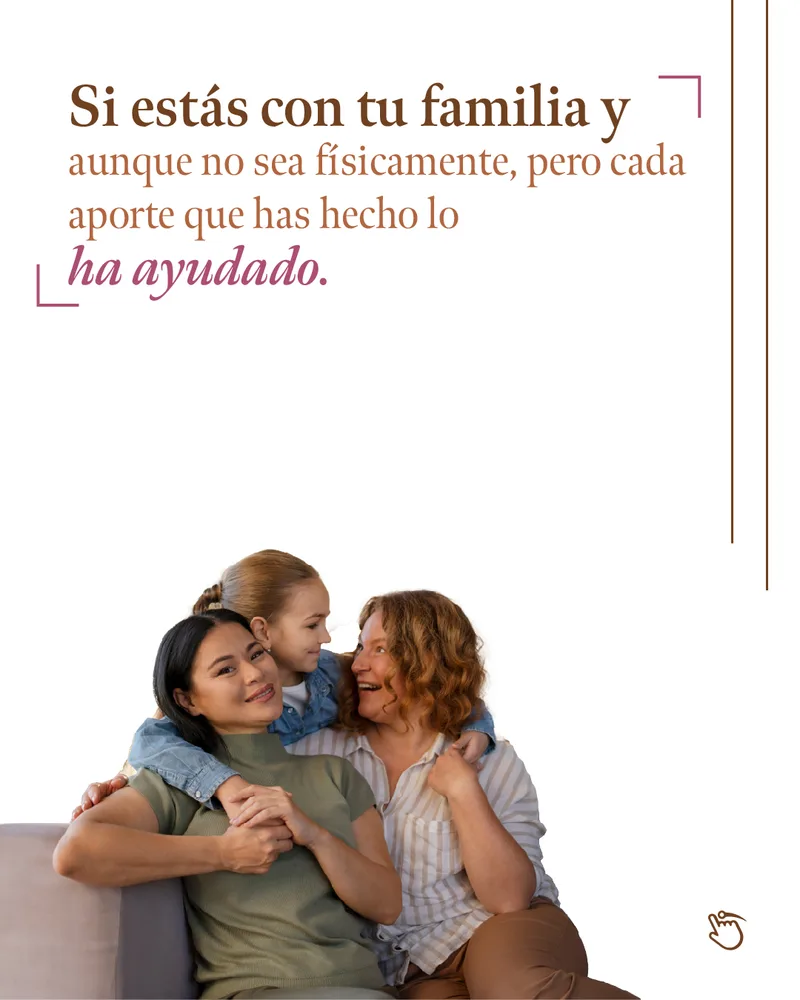 Si estás con tu familia y
aunque no sea físicamente, pero cada
aporte que has hecho lo
ha ayudado.